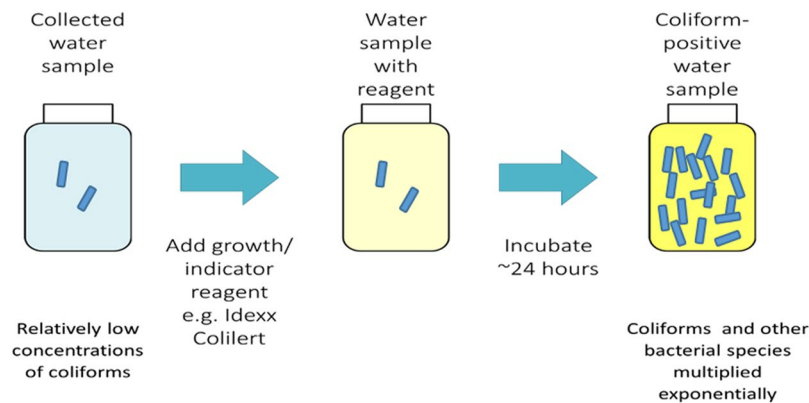 Collected
water
sample
Water
sample
with
reagent
Coliform-
positive
water
sample
Add growth/
indicator
reagent
e.g. Idexx
Colilert
Incubate
~24 hours
Relatively low
concentrations
of coliforms
Coliforms and other
bacterial species
multiplied
exponentially